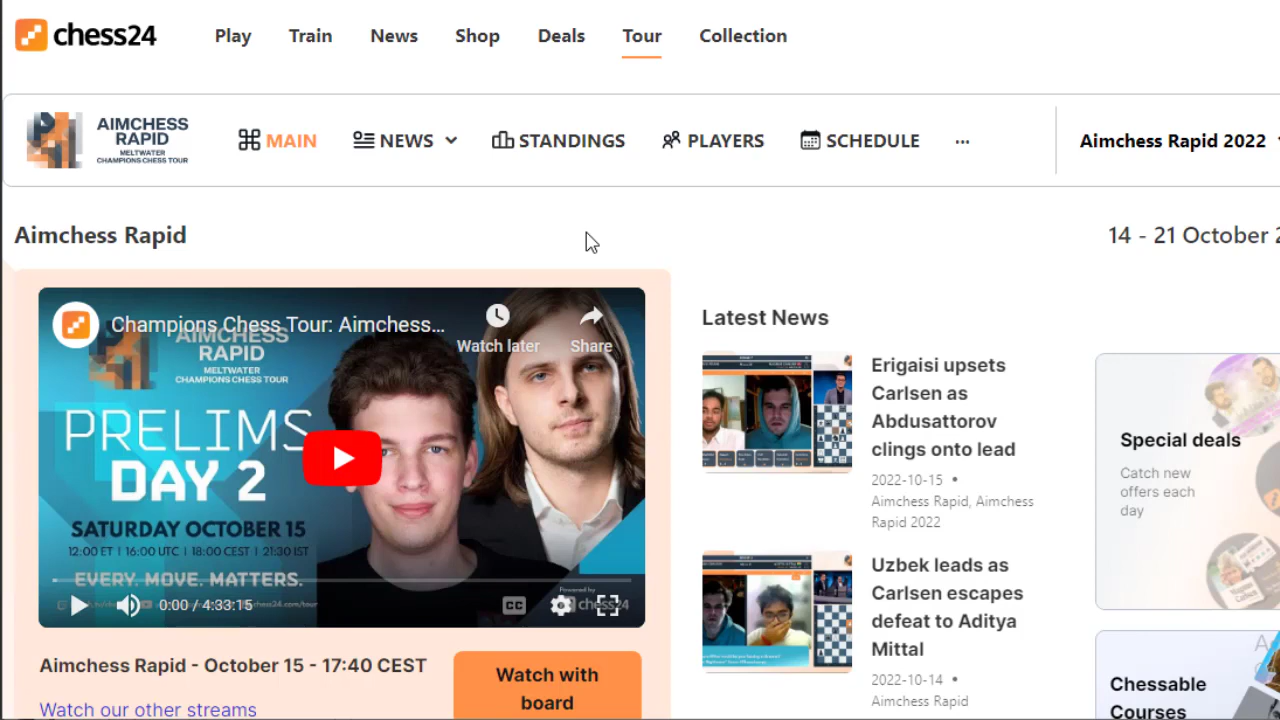 chess24
Play
Train
News
Shop
Deals
Tour
Collection
AIMCHESS
RAPID
MELTWATER
CHAMPIONS CHESS TOUR
MAIN
NEWS
STANDINGS
PLAYERS
SCHEDULE
...
Aimchess Rapid 2022
Aimchess Rapid
14 - 21 October
Champions Chess Tour: Aimchess...
Watch later
Share
AIMCHESS
RAPID
MELTWATER
CHAMPIONS CHESS TOUR
PRELIMS
DAY 2
SATURDAY OCTOBER 15
12:00 ET | 16:00 UTC | 18:00 CEST | 21:30 IST
EVERY. MOVE. MATTERS.
Powered by
chess24
0:00 / 4:33:15
CC
Aimchess Rapid - October 15 - 17:40 CEST
Watch our other streams
Watch with
board
Latest News
Erigaisi upsets
Carlsen as
Abdusattorov
clings onto lead
2022-10-15 •
Aimchess Rapid, Aimchess
Rapid 2022
Uzbek leads as
Carlsen escapes
defeat to Aditya
Mittal
2022-10-14 •
Aimchess Rapid
Special deals
Catch new
offers each
day
Chessable
Courses